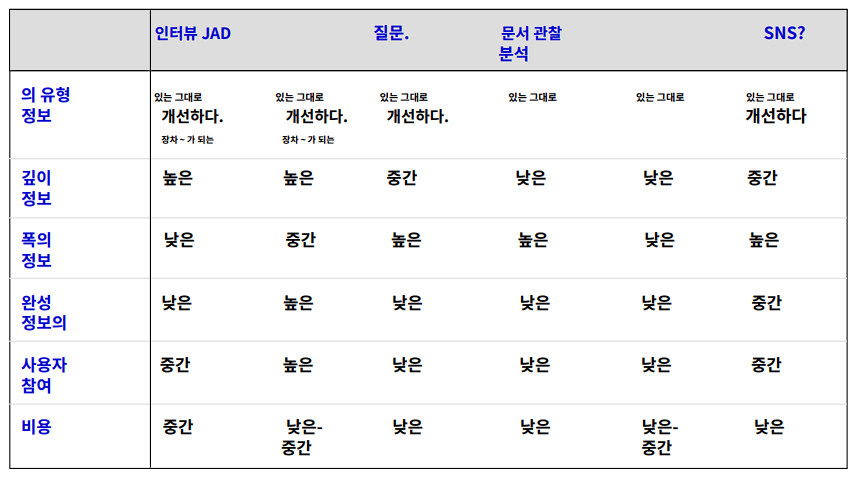 인터뷰 JAD 질문. 문서 관찰 SNS?
분석
의 유형
정보
있는 그대로 있는 그대로 있는 그대로 있는 그대로 있는 그대로 있는 그대로
개선하다. 개선하다. 개선하다. 개선하다
장차 ~ 가 되는 장차 ~ 가 되는
깊이 높은 높은 중간 낮은 낮은 중간
정보
폭의 낮은 중간 높은 높은 낮은 높은
정보
완성 낮은 높은 낮은 낮은 낮은 중간
정보의
사용자 중간 높은 낮은 낮은 낮은 중간
참여
비용 중간 낮은- 낮은 낮은 낮은- 낮은
중간 중간